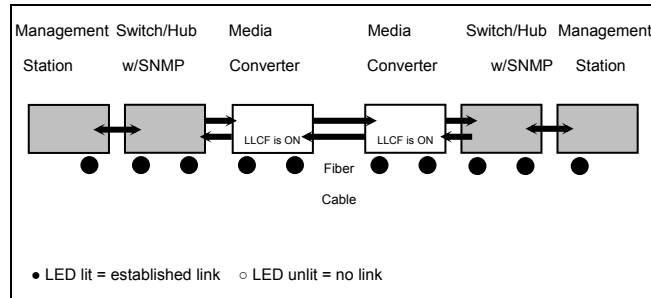 Management Switch/Hub Media Media Switch/Hub Management
Station w/SNMP Converter Converter w/SNMP Station
LLCF is ON LLCF is ON
Fiber
Cable
● LED lit = established link ○ LED unlit = no link